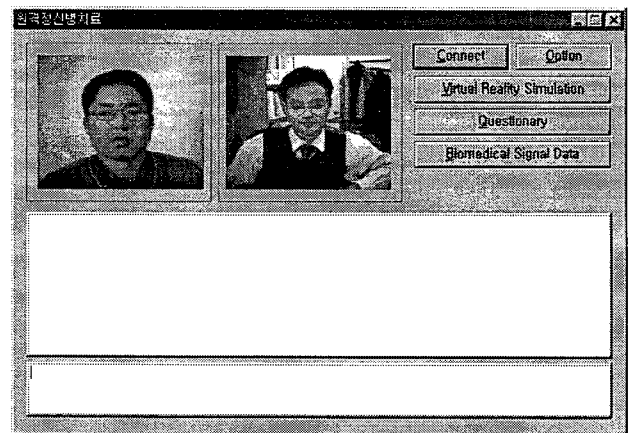 원격정신병치료
Connect Option
Virtual Reality Simulation
Questionary
Biomedical Signal Data